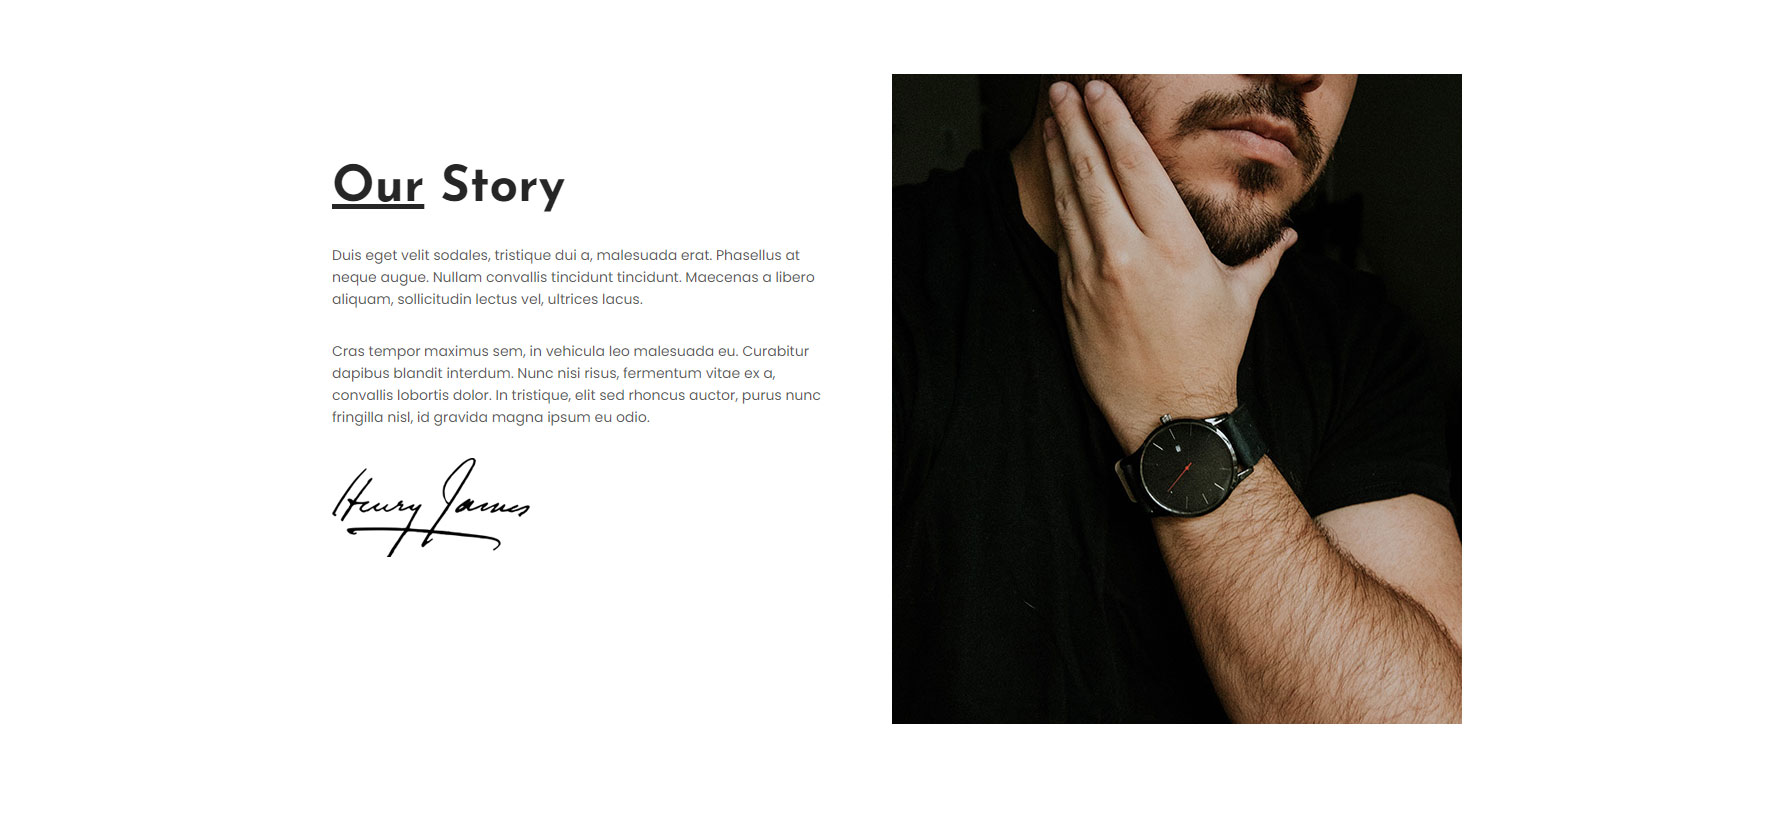 Our Story
Duis eget velit sodales, tristique dui a, malesuada erat. Phasellus at
neque augue. Nullam convallis tincidunt tincidunt. Maecenas a libero
aliquam, sollicitudin lectus vel, ultrices lacus.
Cras tempor maximus sem, in vehicula leo malesuada eu. Curabitur
dapibus blandit interdum. Nunc nisi risus, fermentum vitae ex a,
convallis lobortis dolor. In tristique, elit sed rhoncus auctor, purus nunc
fringilla nisl, id gravida magna ipsum eu odio.
Henry James